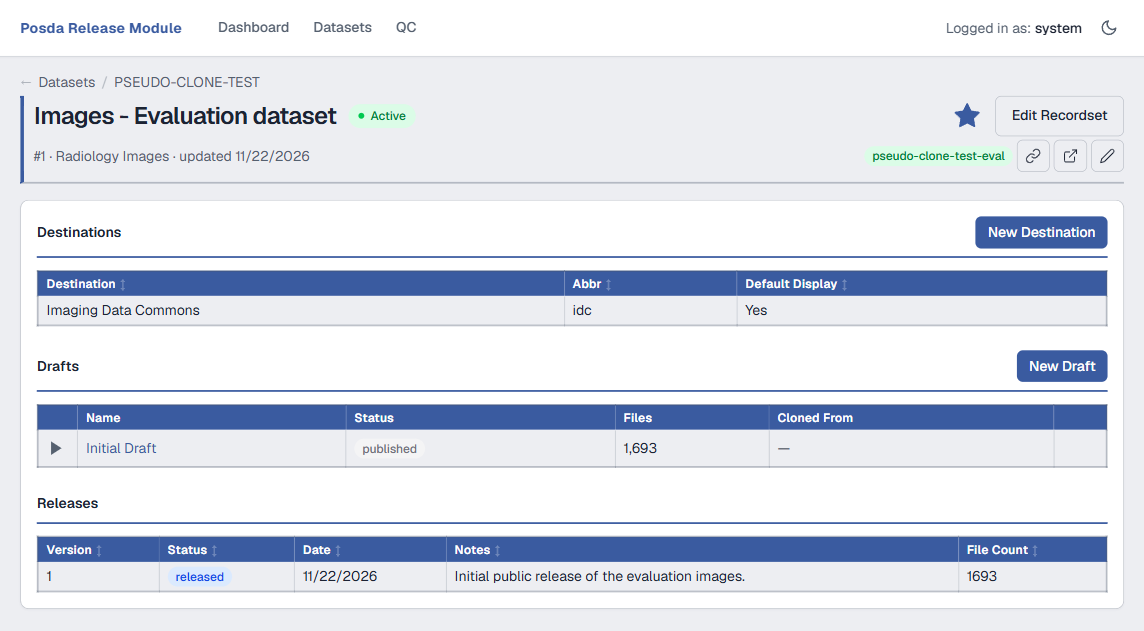 Posda Release Module Dashboard Datasets QC Logged in as: system
← Datasets / PSEUDO-CLONE-TEST
Images - Evaluation dataset Active Edit Recordset
#1 · Radiology Images · updated 11/22/2026 pseudo-clone-test-eval
Destinations New Destination
Destination Abbr Default Display
Imaging Data Commons idc Yes
Drafts New Draft
Name Status Files Cloned From
Initial Draft published 1,693 —
Releases
Version Status Date Notes File Count
1 released 11/22/2026 Initial public release of the evaluation images. 1693